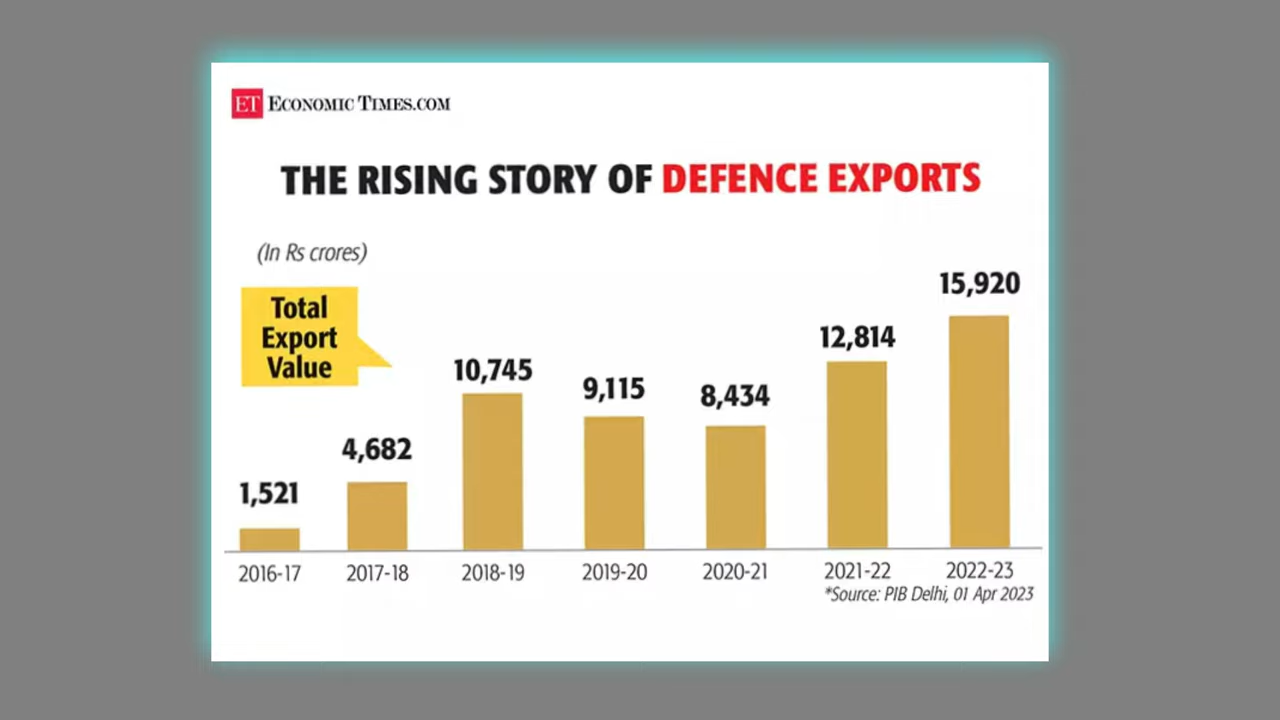 ET ECONOMIC TIMES.COM
THE RISING STORY OF DEFENCE EXPORTS
(In Rs crores)
Total
Export
Value
1,521
4,682
10,745
9,115
8,434
12,814
15,920
2016-17 2017-18 2018-19 2019-20 2020-21 2021-22 2022-23
*Source: PIB Delhi, 01 Apr 2023